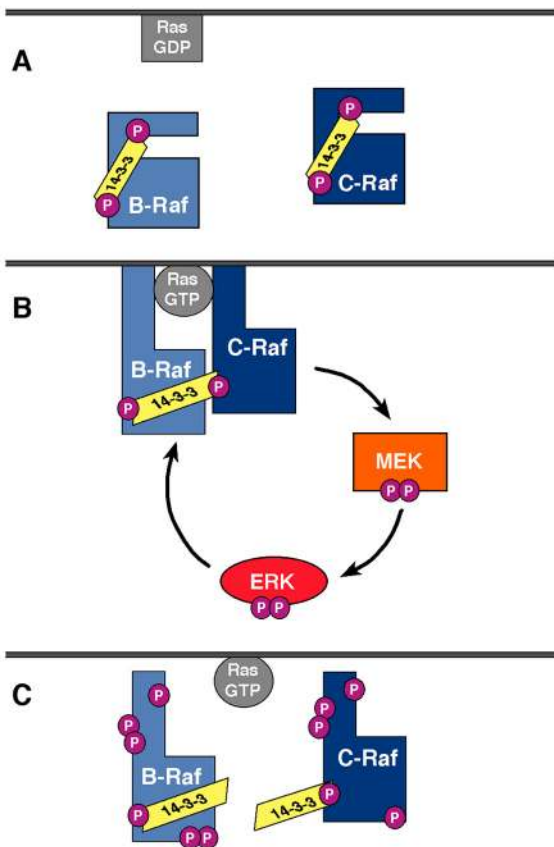 A
Ras
GDP
P
14-3-3
P
B-Raf
P
14-3-3
P
C-Raf
B
Ras
GTP
B-Raf
C-Raf
P
14-3-3
P
MEK
P P
ERK
P P
C
Ras
GTP
P
P
P
B-Raf
P
14-3-3
P P
P
P
P
C-Raf
14-3-3
P
P